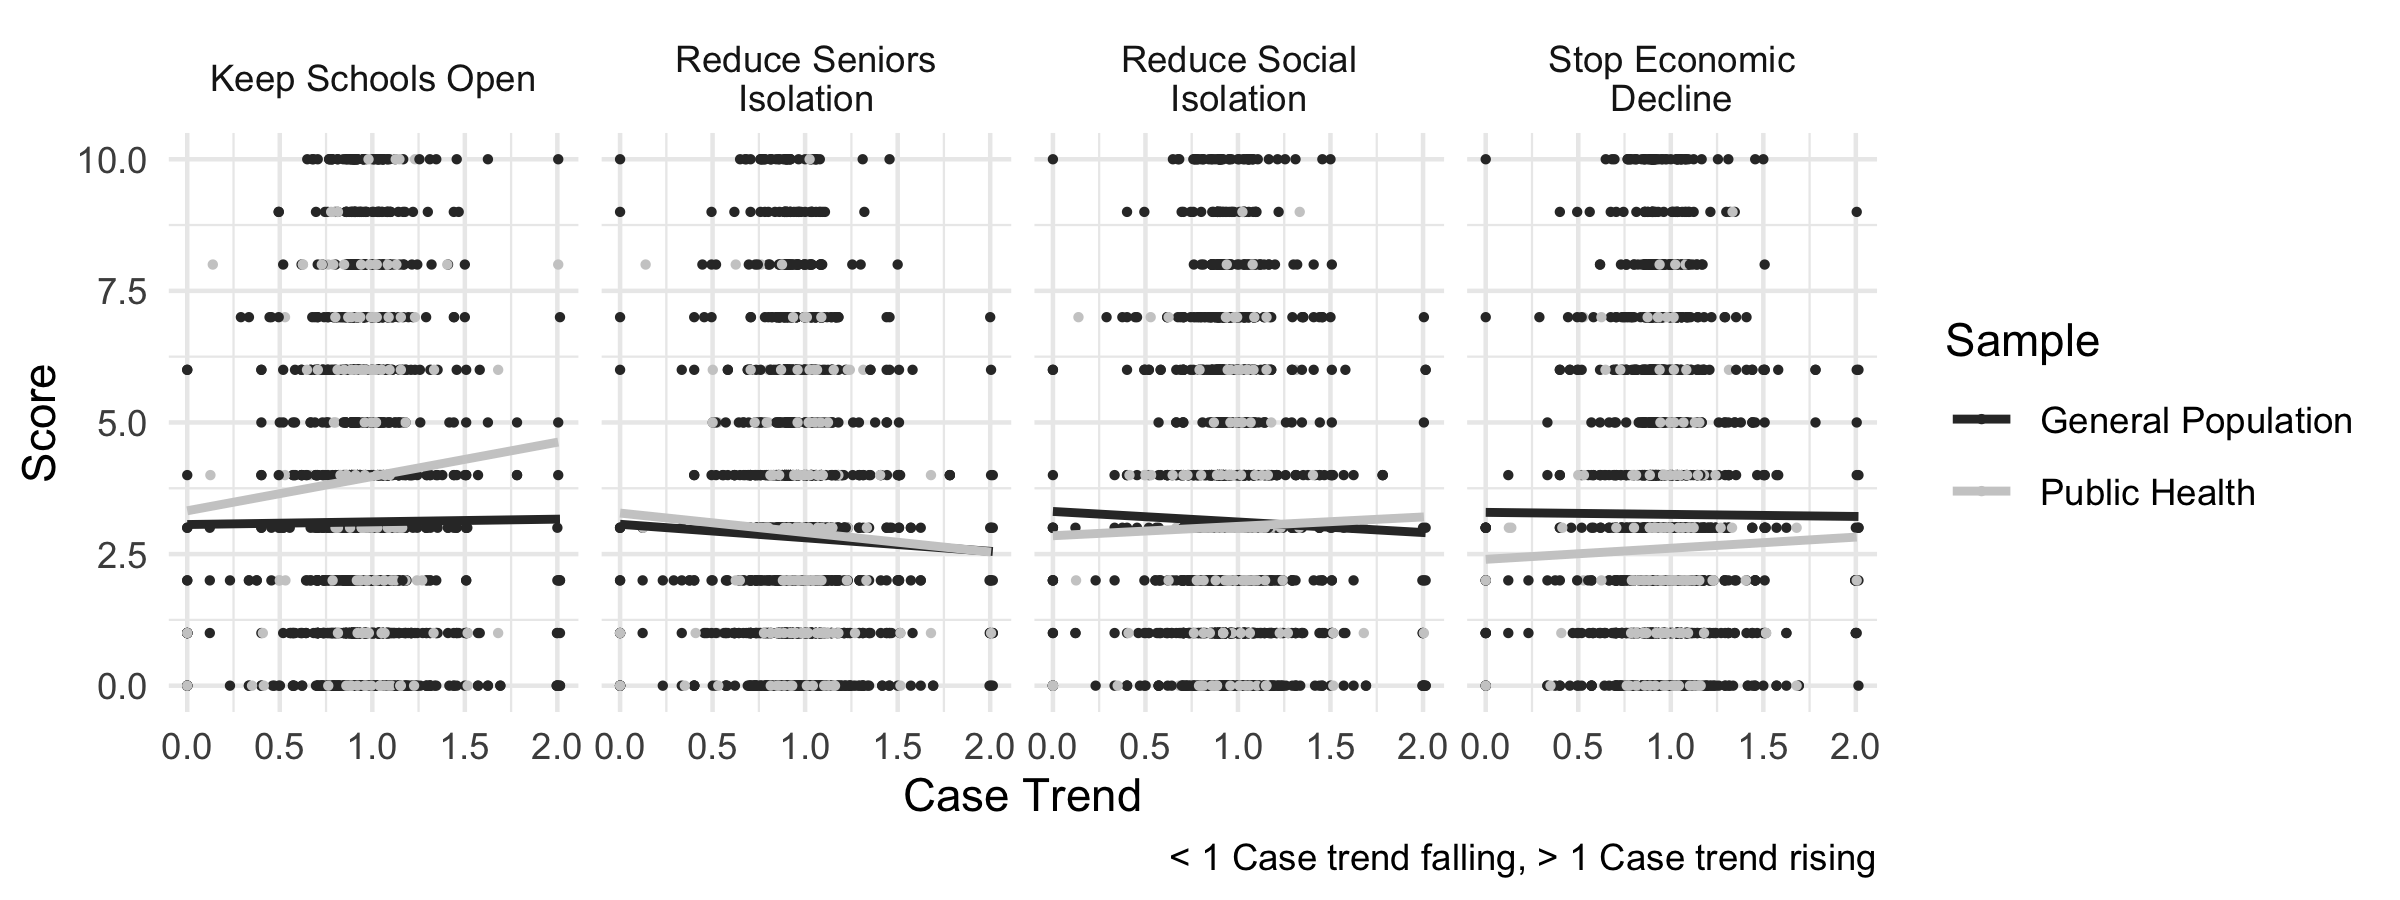 Keep Schools Open
Reduce Seniors
Isolation
Reduce Social
Isolation
Stop Economic
Decline
10.0
7.5
5.0
2.5
0.0
Score
0.0 0.5 1.0 1.5 2.0 0.0 0.5 1.0 1.5 2.0 0.0 0.5 1.0 1.5 2.0 0.0 0.5 1.0 1.5 2.0
Case Trend
< 1 Case trend falling, > 1 Case trend rising
Sample
General Population
Public Health